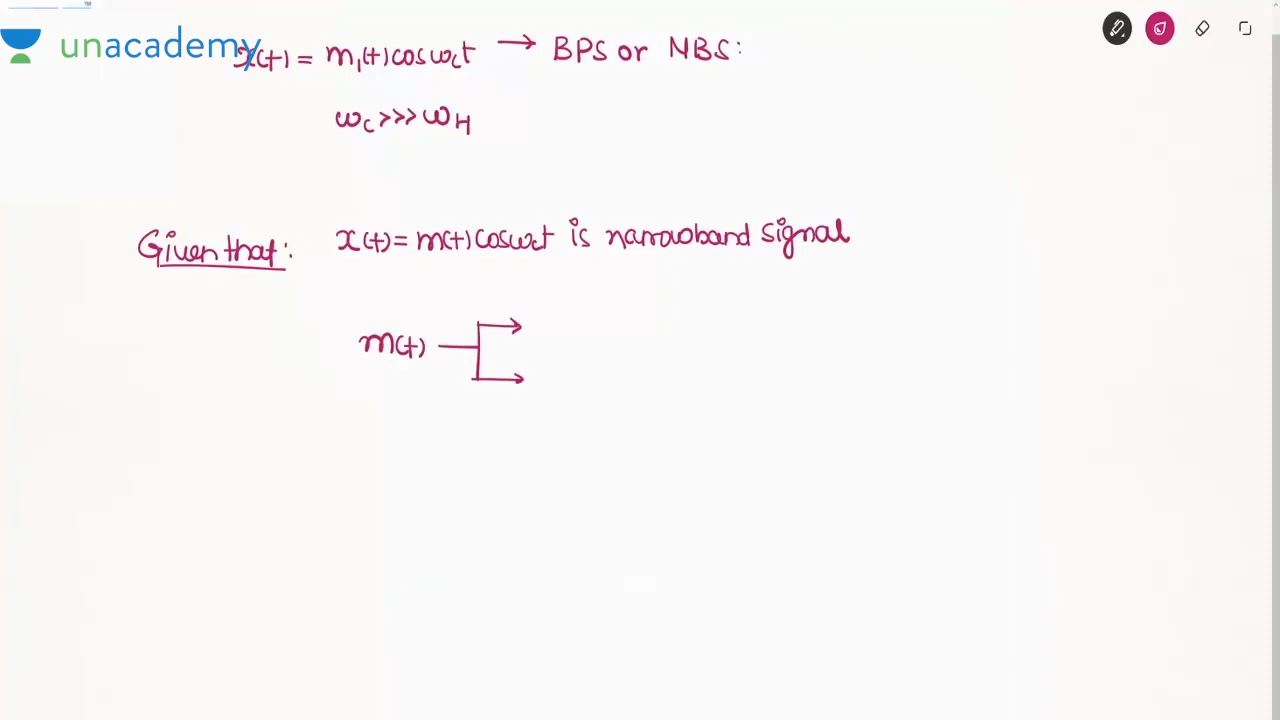 unacademy
x(t) = m₁(t) cos ωct → BPS or NBS:
ωc >>> ωH
Given that: x(t) = m(t) cos ωct is narrowband signal
m(t)